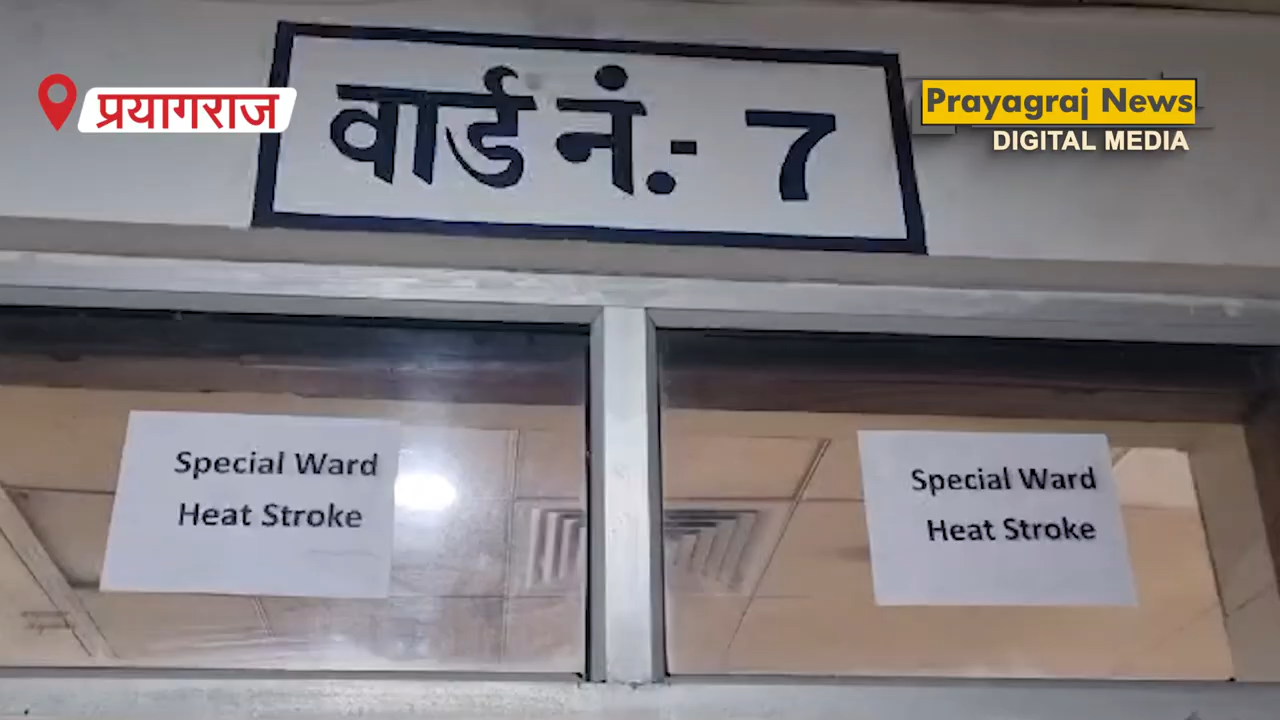 प्रयागराज
वार्ड नं.- 7
Prayagraj News
DIGITAL MEDIA
Special Ward
Heat Stroke
Special Ward
Heat Stroke